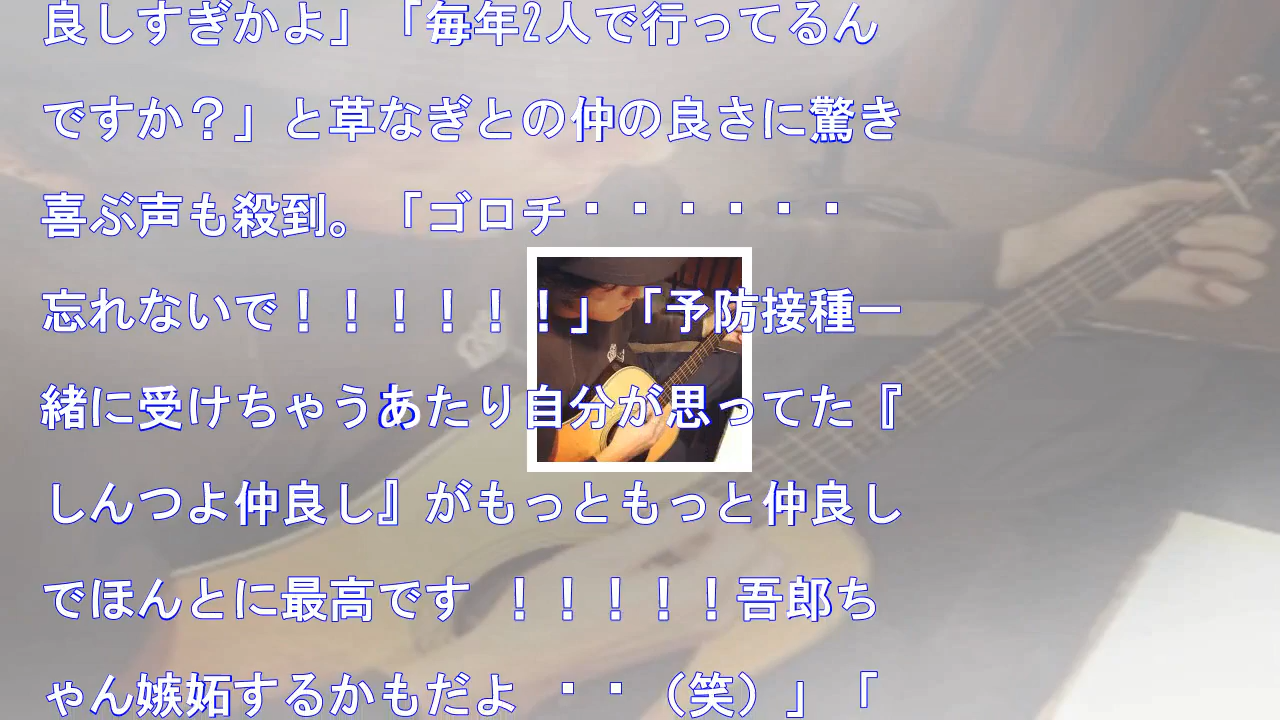 良しすぎかよ」「毎年2人で行ってるん
ですか？」と草なぎとの仲の良さに驚き
喜ぶ声も殺到。「ゴロチ・・・・・・
忘れないで！！！！！！」「予防接種一
緒に受けちゃうあたり自分が思ってた『
しんつよ仲良し』がもっともっと仲良し
でほんとに最高です ！！！！！吾郎ち
ゃん嫉妬するかもだよ ・・（笑）」「